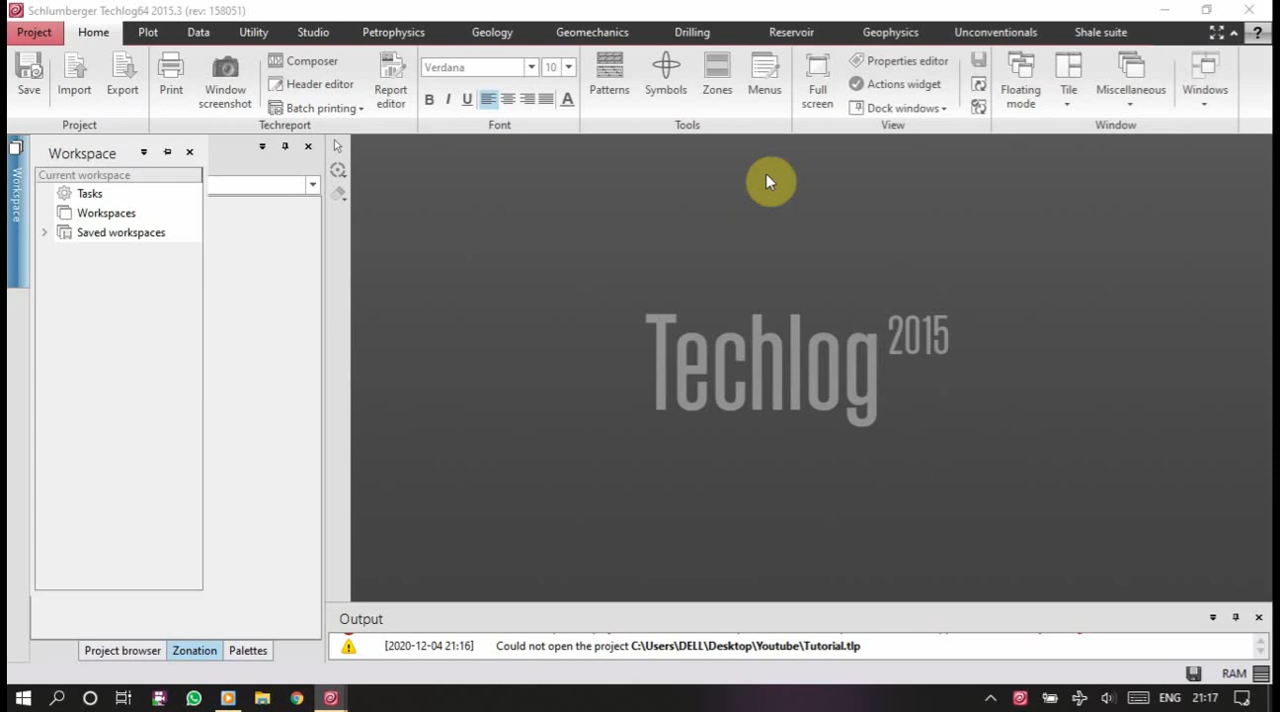 Schlumberger Techlog64 2015.3 (rev: 158051)
Project Home Plot Data Utility Studio Petrophysics Geology Geomechanics Drilling Reservoir Geophysics Unconventionals Shale suite ?
Save Import Export
Project
Print Window screenshot Composer Header editor Batch printing Report editor
Techreport
Verdana 10
B I U A
Font
Patterns Symbols Zones Menus
Tools
Full screen Properties editor Actions widget Dock windows
View
Floating mode Tile Miscellaneous Windows
Window
Workspace
Workspace
Current workspace
Tasks
Workspaces
Saved workspaces
Techlog 2015
Output
[2020-12-04 21:16] Could not open the project C:\Users\DELL\Desktop\Youtube\Tutorial.tlp
Project browser Zonation Palettes
RAM
ENG 21:17